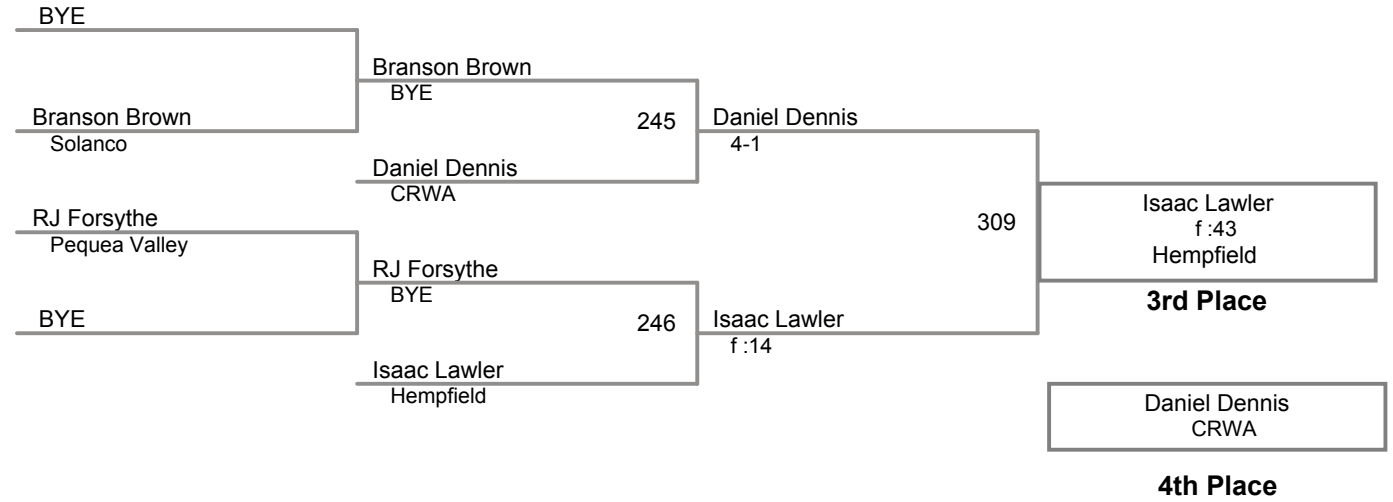 BYE
Branson Brown
BYE
Branson Brown
Solanco
245
Daniel Dennis
4-1
Daniel Dennis
CRWA
RJ Forsythe
Pequea Valley
309
Isaac Lawler
f :43
Hempfield
3rd Place
RJ Forsythe
BYE
BYE
246
Isaac Lawler
f :14
Isaac Lawler
Hempfield
Daniel Dennis
CRWA
4th Place